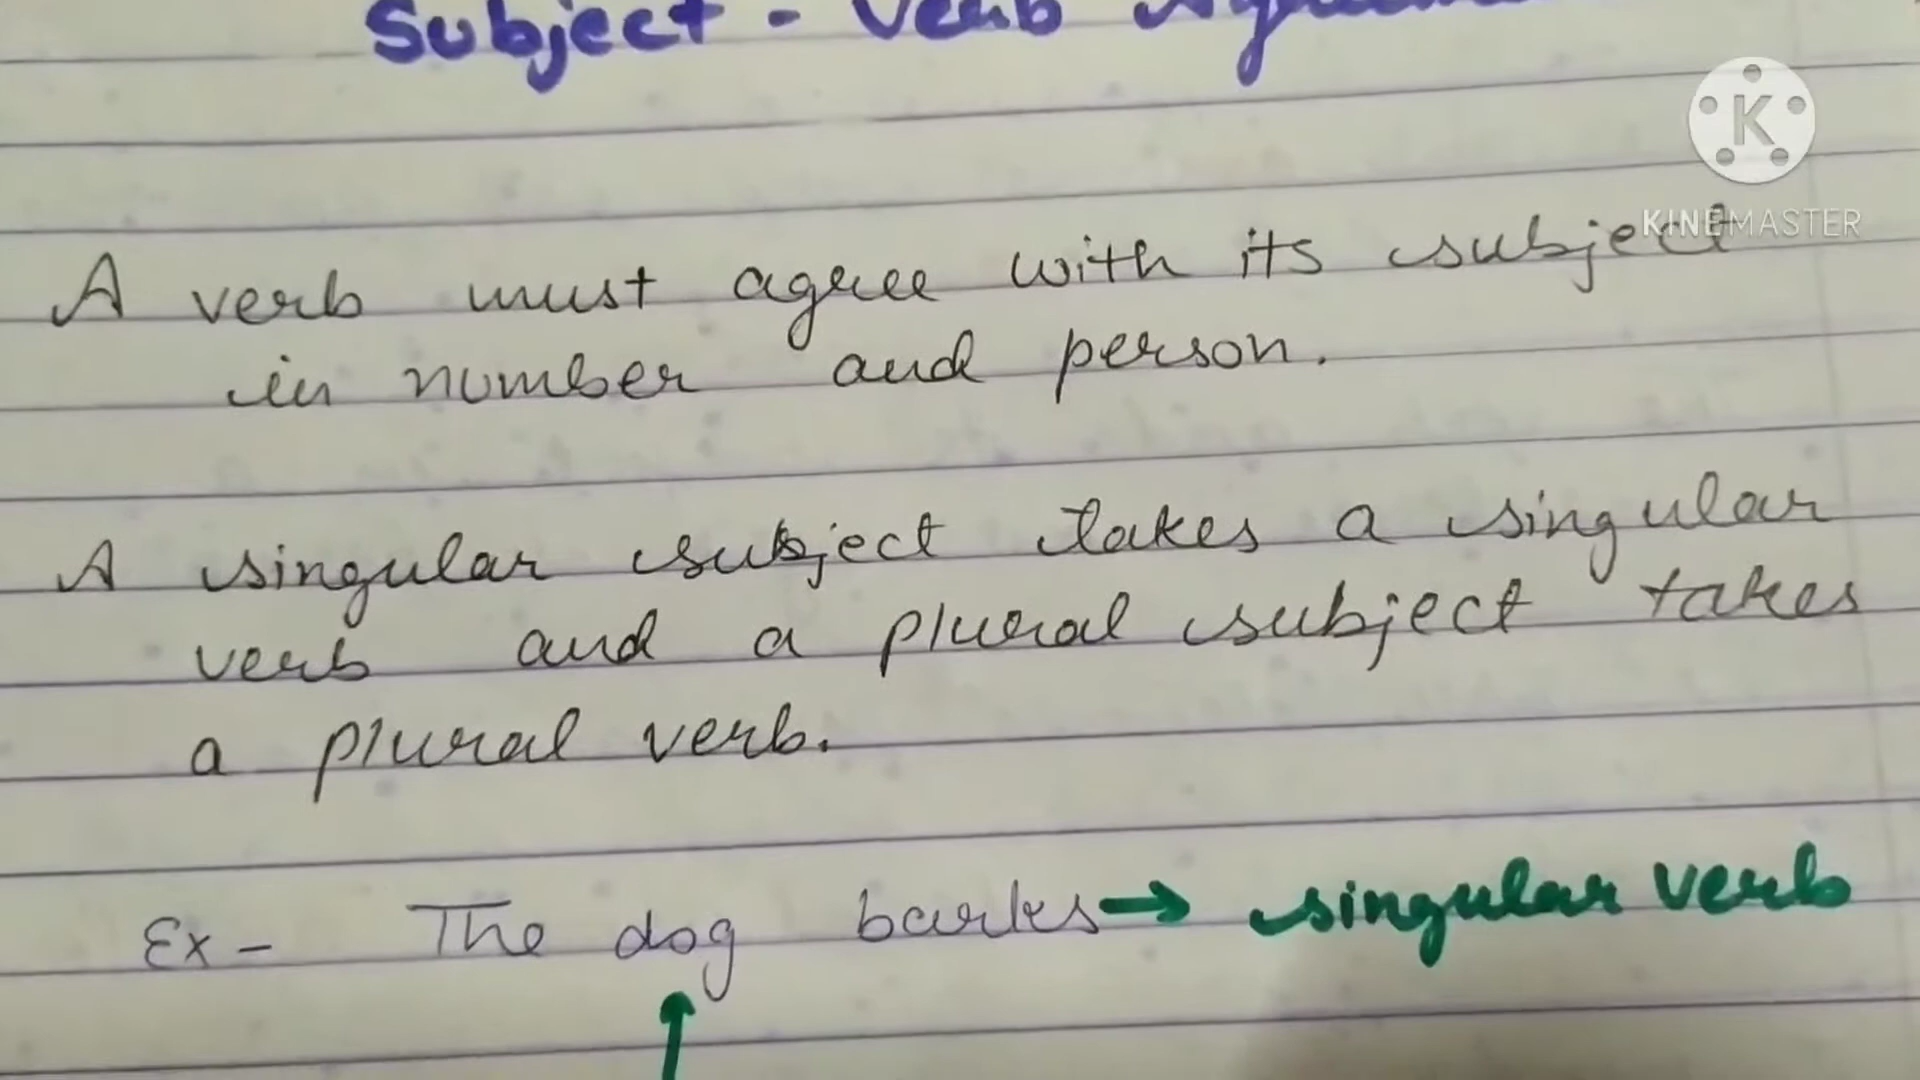 Subject - Verb Agreeme
K
KINEMASTER
A verb must agree with its subject
in number and person.
A singular subject takes a singular
verb and a plural subject takes
a plural verb.
Ex - The dog barks → singular verb